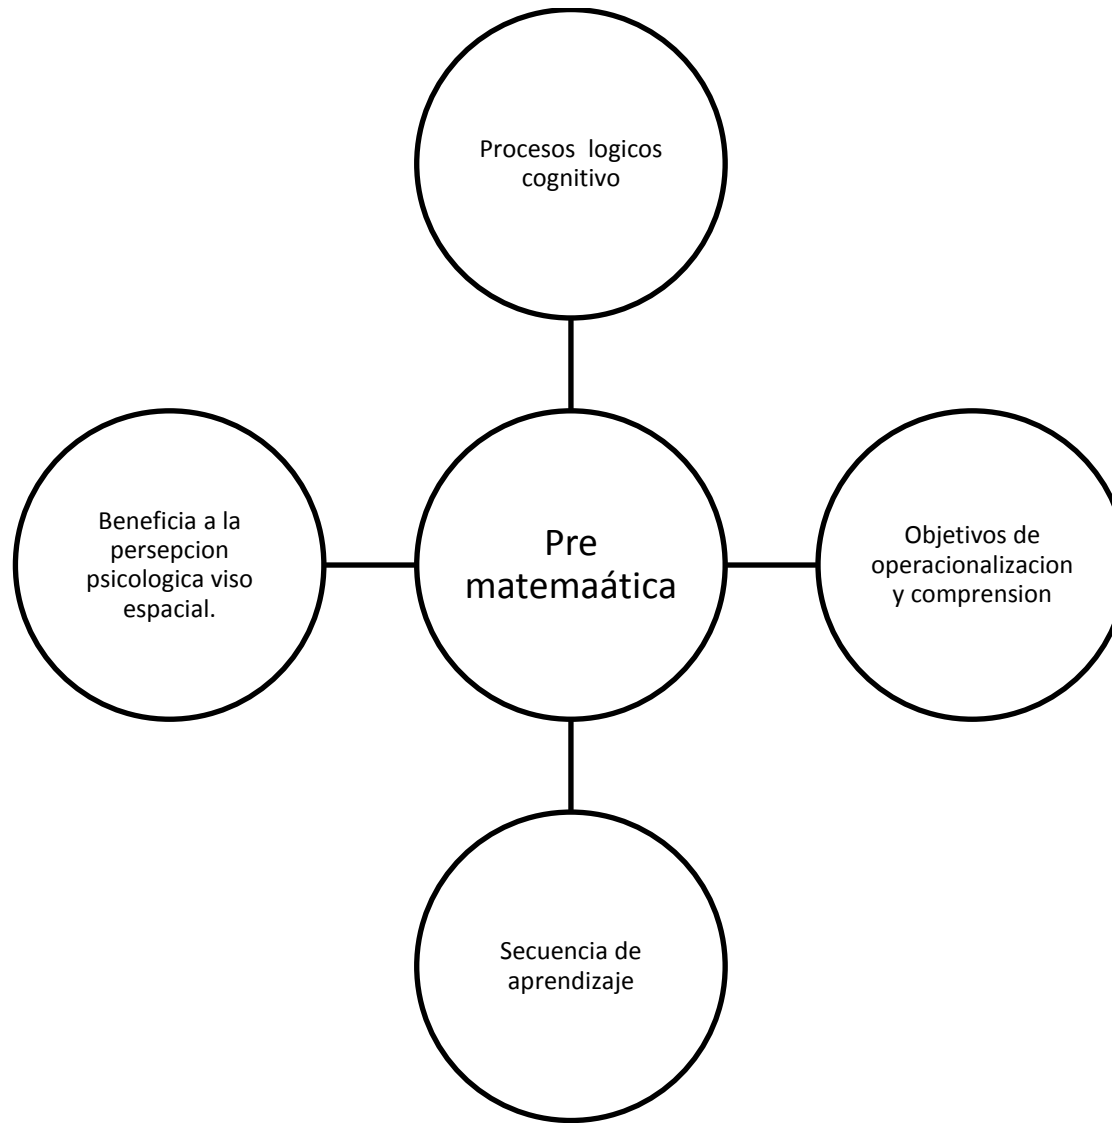 Procesos  logicos
cognitivo
Beneficia a la
persepcion
psicologica viso
espacial.
Pre
matemaática
Objetivos de
operacionalizacion
y comprension
Secuencia de
aprendizaje